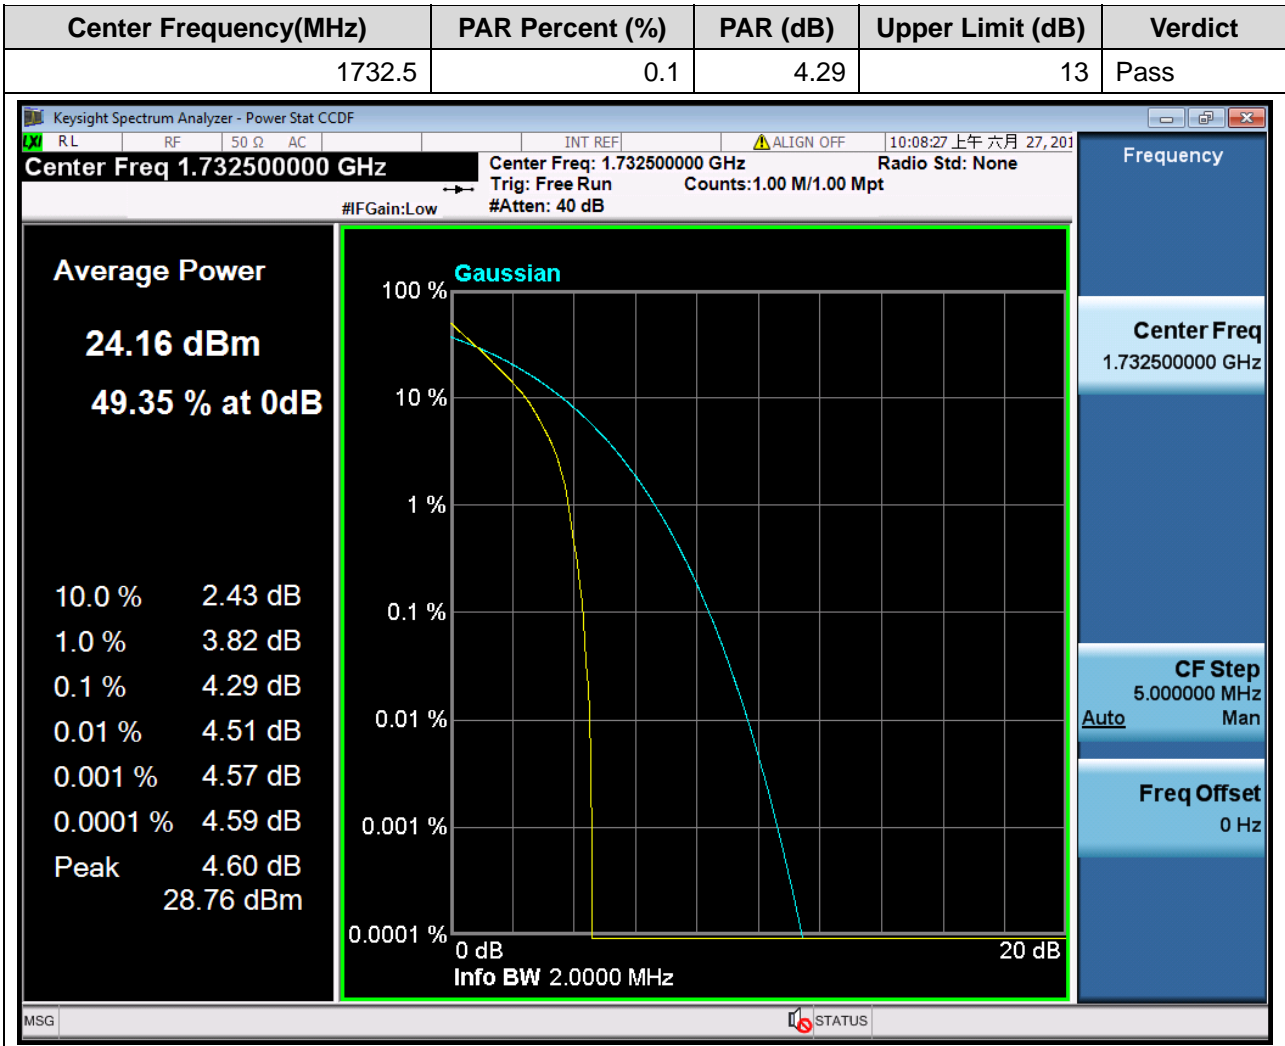 Center Frequency(MHz) PAR Percent (%) PAR (dB) Upper Limit (dB) Verdict
1732.5 0.1 4.29 13 Pass
Keysight Spectrum Analyzer - Power Stat CCDF
LXI RL RF 50 Ω AC INT REF ALIGN OFF 10:08:27 上午 六月 27, 201
Center Freq 1.732500000 GHz
Center Freq: 1.732500000 GHz Radio Std: None
Trig: Free Run Counts:1.00 M/1.00 Mpt
#IFGain:Low #Atten: 40 dB
Frequency
Average Power
24.16 dBm
49.35 % at 0dB
10.0 % 2.43 dB
1.0 % 3.82 dB
0.1 % 4.29 dB
0.01 % 4.51 dB
0.001 % 4.57 dB
0.0001 % 4.59 dB
Peak 4.60 dB
28.76 dBm
Gaussian
100 %
10 %
1 %
0.1 %
0.01 %
0.001 %
0.0001 %
0 dB 20 dB
Info BW 2.0000 MHz
Center Freq
1.732500000 GHz
CF Step
5.000000 MHz
Auto Man
Freq Offset
0 Hz
MSG STATUS